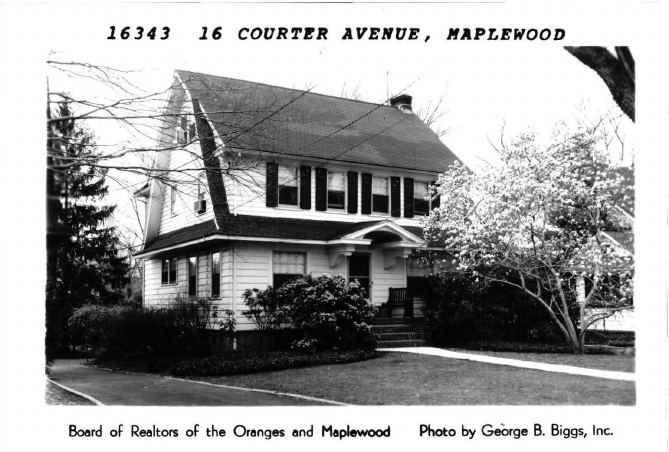 16343 16 COURTER AVENUE, MAPLEWOOD
Board of Realtors of the Oranges and Maplewood Photo by George B. Biggs, Inc.